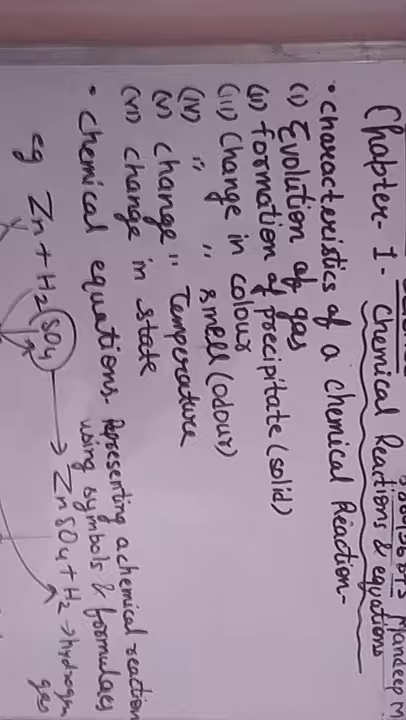 Mandeep M
Chapter-1- Chemical Reactions & equations
• characteristics of a chemical Reaction-
(i) Evolution of gas
(ii) formation of precipitate (solid)
(iii) Change in colour
(iv) " " smell (odour)
(v) change " Temperature
(vi) change in state
• Chemical equations. Representing a chemical reaction
using symbols & formulaes
eg Zn + H2SO4 → ZnSO4 + H2 → hydrogen
gas